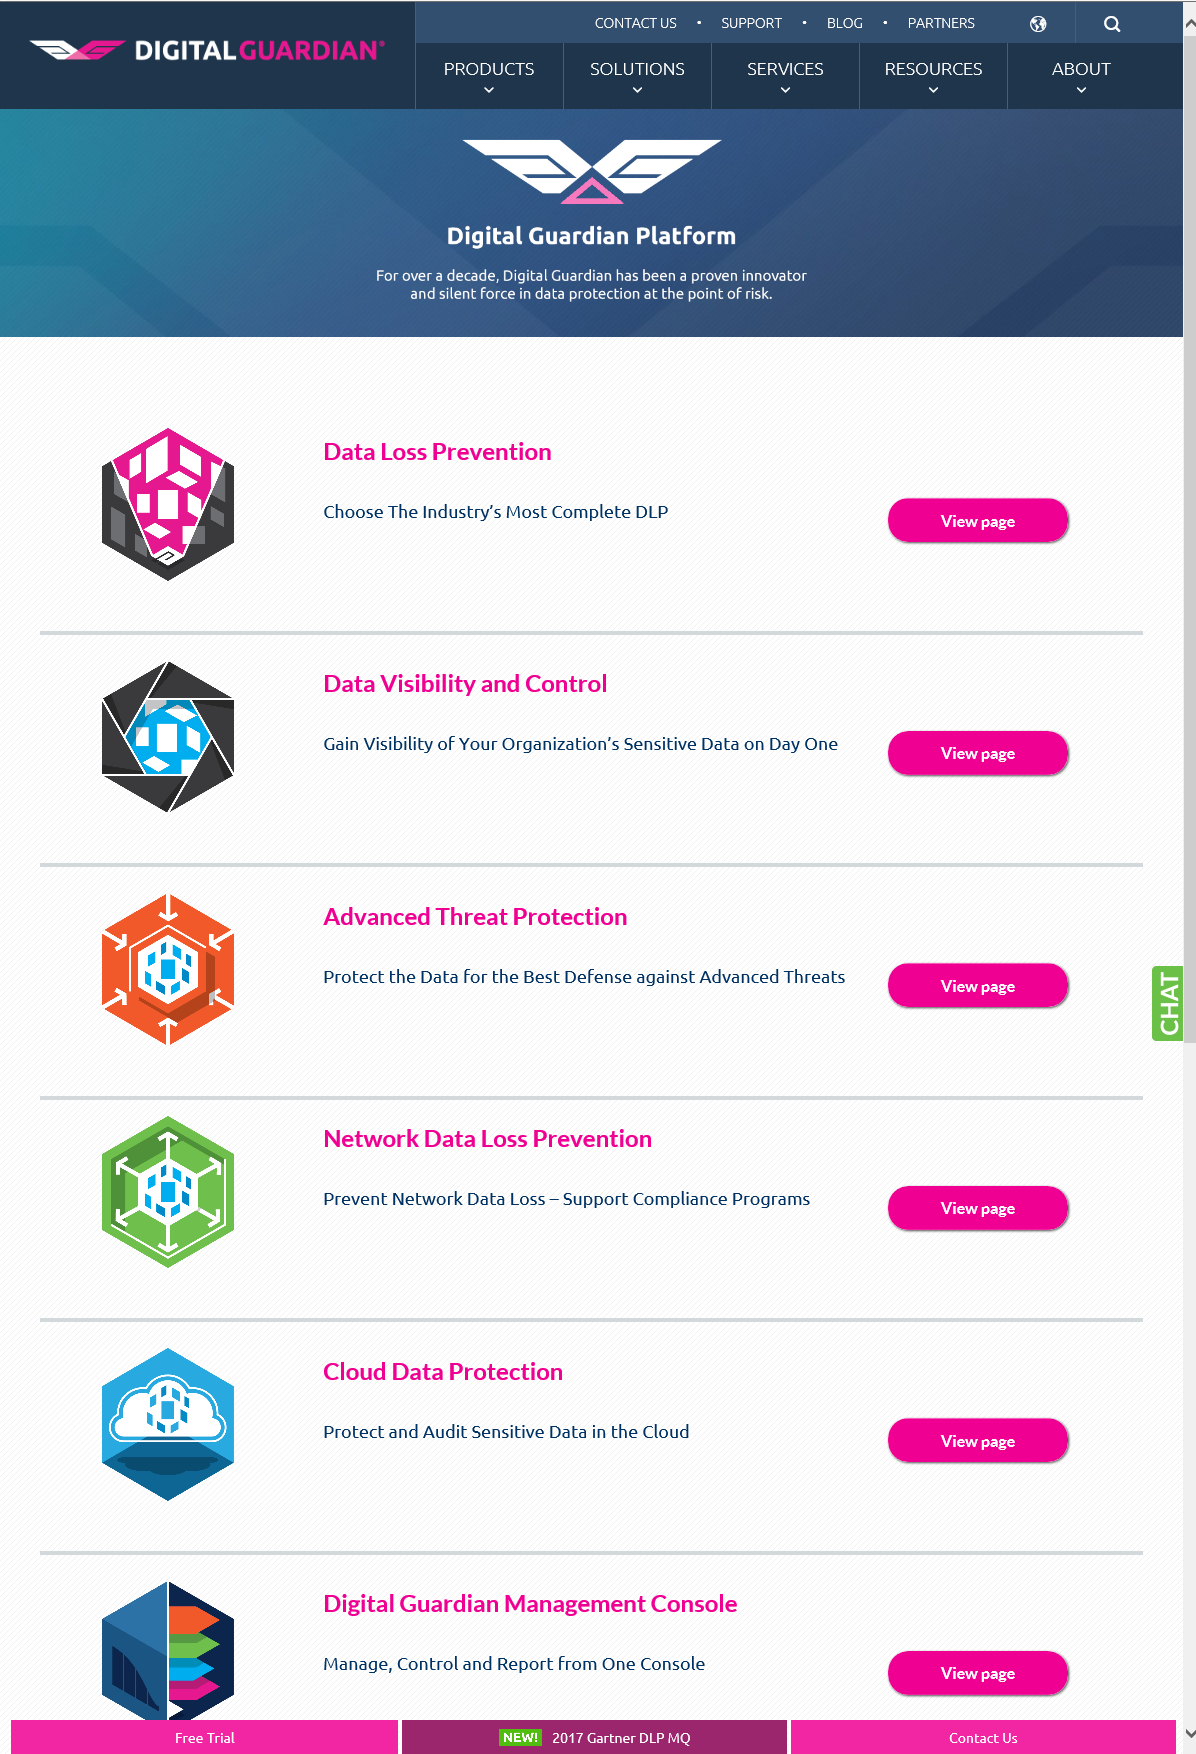 CONTACT US • SUPPORT • BLOG • PARTNERS
DIGITALGUARDIAN®
PRODUCTS SOLUTIONS SERVICES RESOURCES ABOUT
Digital Guardian Platform
For over a decade, Digital Guardian has been a proven innovator
and silent force in data protection at the point of risk.
Data Loss Prevention
Choose The Industry’s Most Complete DLP
View page
Data Visibility and Control
Gain Visibility of Your Organization’s Sensitive Data on Day One
View page
Advanced Threat Protection
Protect the Data for the Best Defense against Advanced Threats
View page
CHAT
Network Data Loss Prevention
Prevent Network Data Loss – Support Compliance Programs
View page
Cloud Data Protection
Protect and Audit Sensitive Data in the Cloud
View page
Digital Guardian Management Console
Manage, Control and Report from One Console
View page
Free Trial
NEW! 2017 Gartner DLP MQ
Contact Us